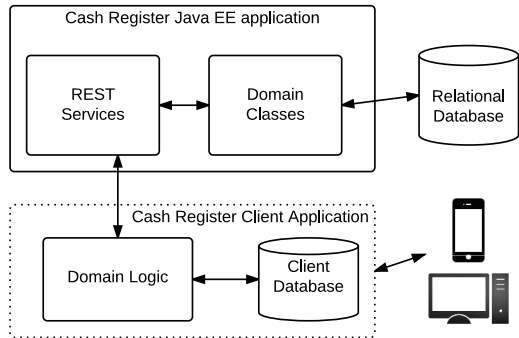 Cash Register Java EE application
REST
Services
Domain
Classes
Relational
Database
Cash Register Client Application
Domain Logic
Client
Database